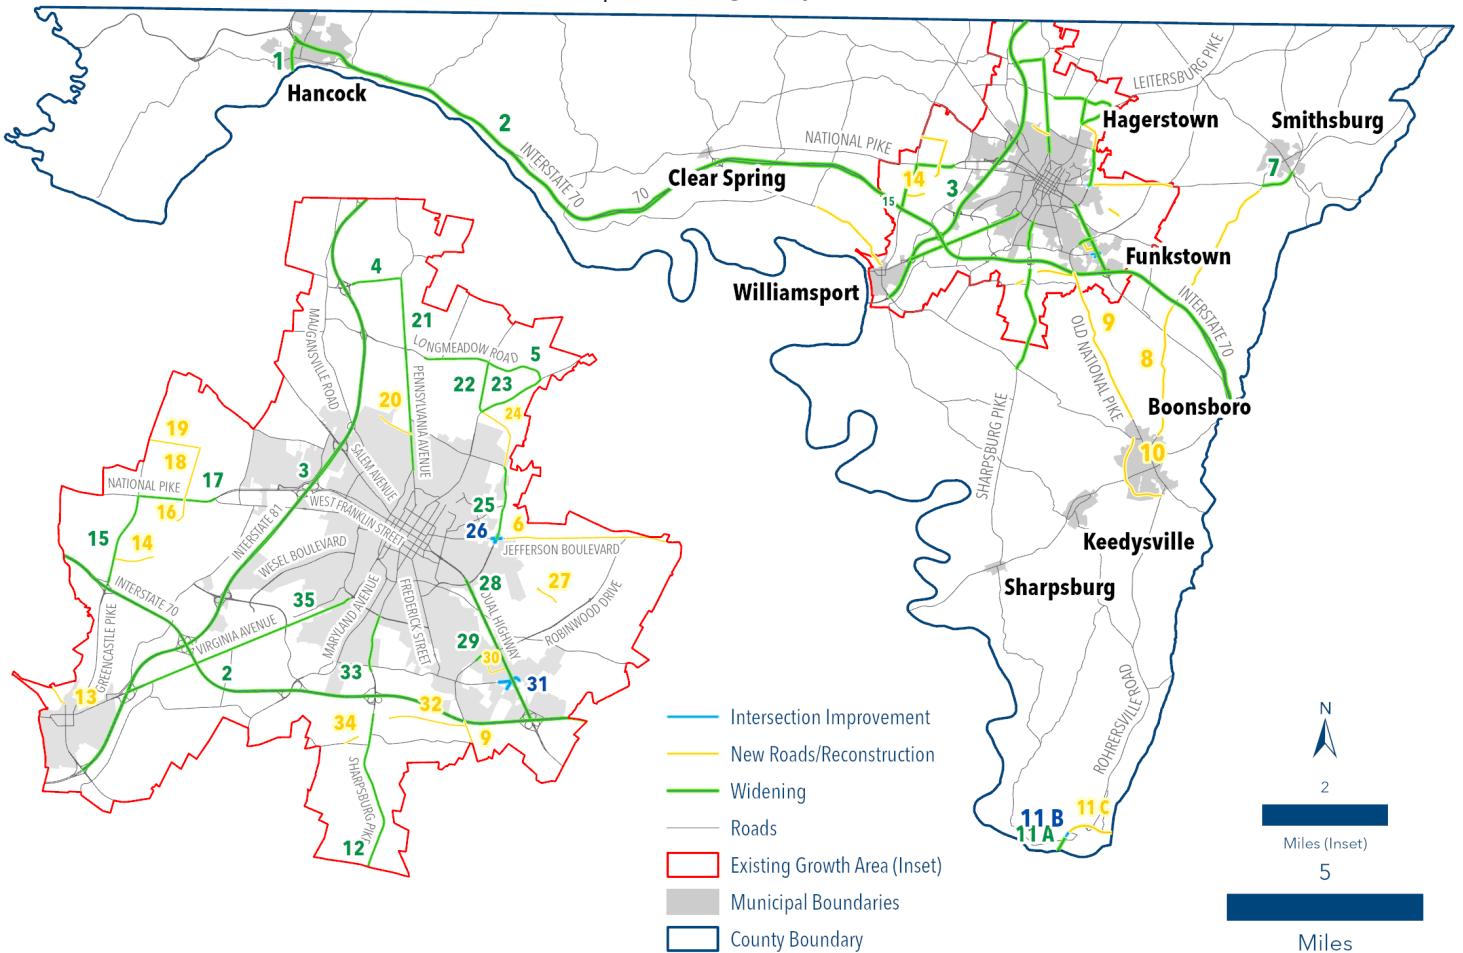 Hancock
1
2
INTERSTATE 70
70
Clear Spring
NATIONAL PIKE
LEITERSBURG PIKE
Hagerstown
Smithsburg
7
14
3
15
Funkstown
Williamsport
INTERSTATE 70
9
OLD NATIONAL PIKE
8
Boonsboro
10
SHARPSBURG PIKE
Keedysville
Sharpsburg
ROHRERSVILLE ROAD
11 B
11 C
11 A
4
21
MAUGANSVILLE ROAD
LONGMEADOW ROAD
5
22
23
20
PENNSYLVANIA AVENUE
24
19
18
SALEM AVENUE
3
17
NATIONAL PIKE
16
WEST FRANKLIN STREET
25
26
6
INTERSTATE 81
15
14
JEFFERSON BOULEVARD
WESEL BOULEVARD
27
28
INTERSTATE 70
35
DUAL HIGHWAY
ROBINWOOD DRIVE
GREENCASTLE PIKE
VIRGINIA AVENUE
MARYLAND AVENUE
FREDERICK STREET
29
30
2
33
31
13
32
34
9
SHARPSBURG PIKE
12
Intersection Improvement
New Roads/Reconstruction
Widening
Roads
Existing Growth Area (Inset)
Municipal Boundaries
County Boundary
N
2
Miles (Inset)
5
Miles